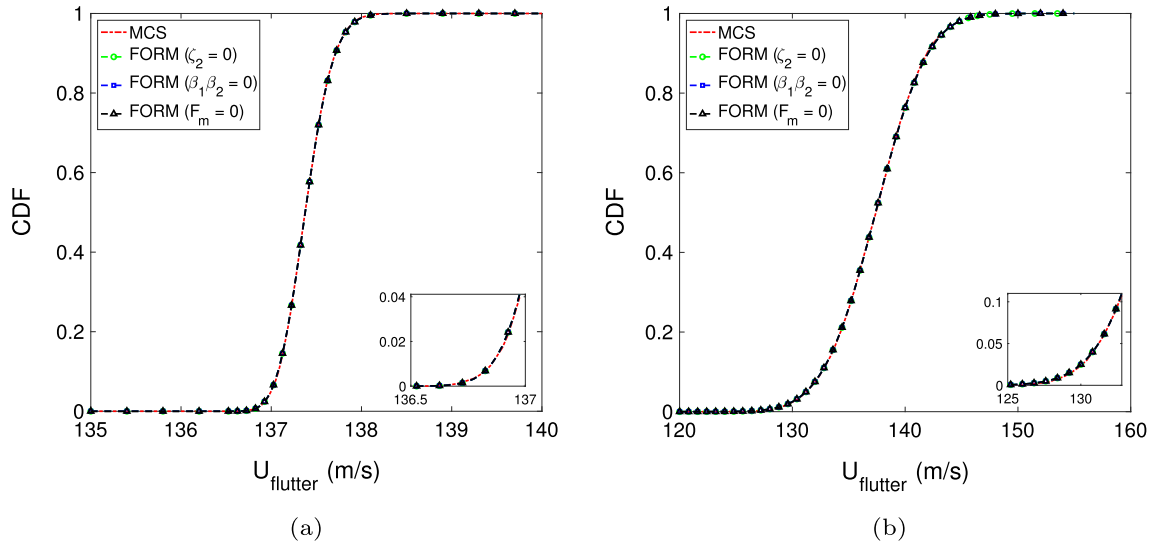 1
0.8
0.6
0.4
0.2
0
CDF
MCS
FORM (ζ₂ = 0)
FORM (β₁β₂ = 0)
FORM (Fₘ = 0)
0.04
0.02
0
136.5 137
135 136 137 138 139 140
U_flutter (m/s)
(a)
1
0.8
0.6
0.4
0.2
0
CDF
MCS
FORM (ζ₂ = 0)
FORM (β₁β₂ = 0)
FORM (Fₘ = 0)
0.1
0.05
0
125 130
120 130 140 150 160
U_flutter (m/s)
(b)